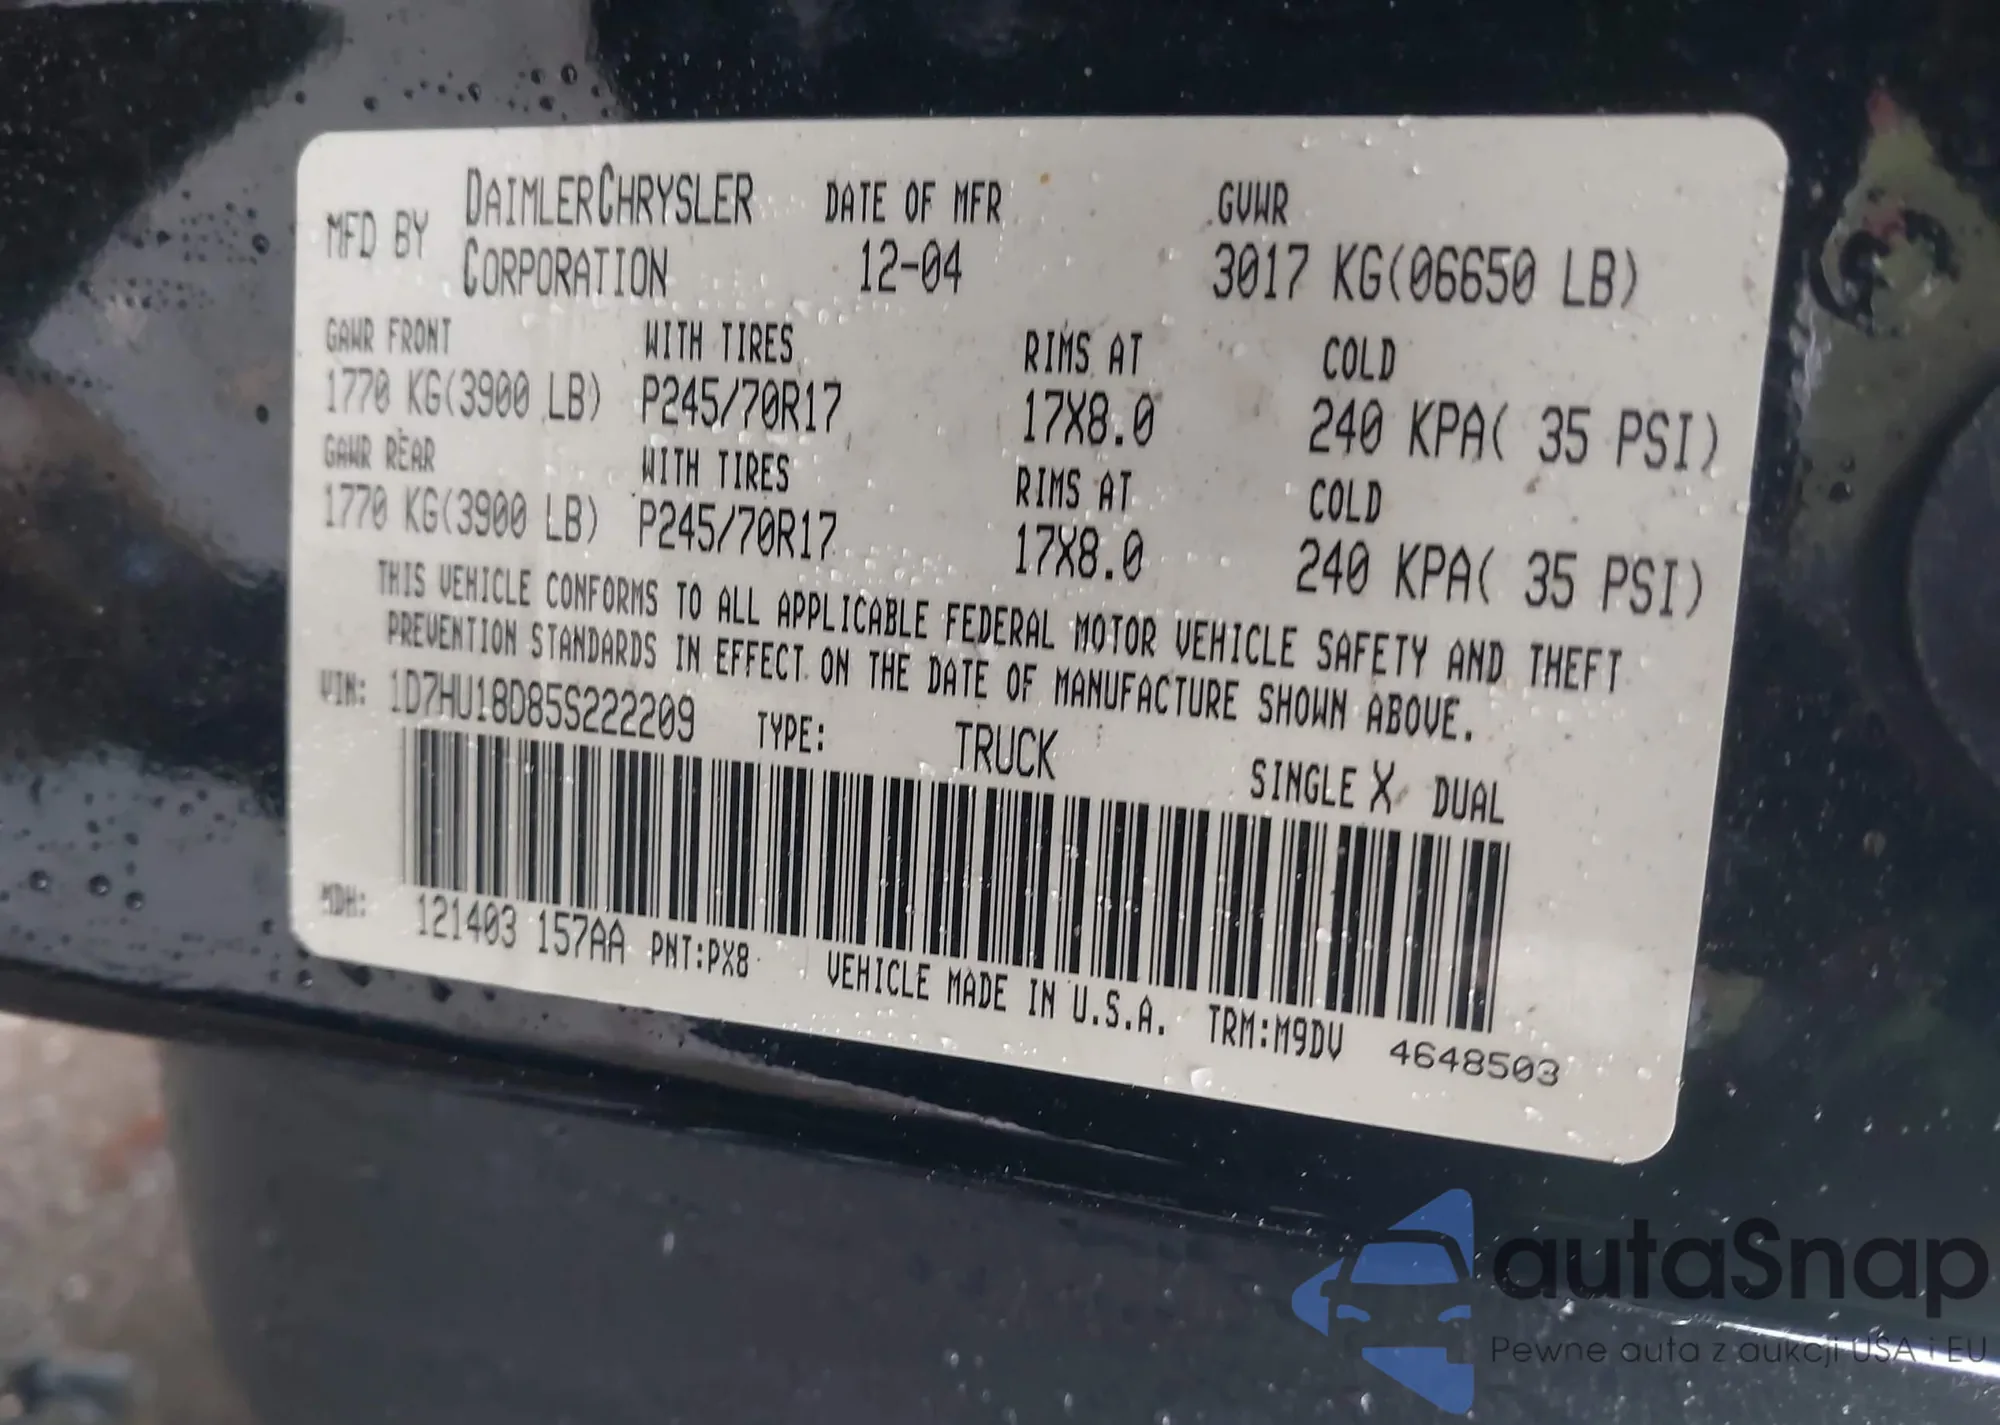 MFD BY DAIMLERCHRYSLER CORPORATION DATE OF MFR 12-04 GVWR 3017 KG(06650 LB)
GAWR FRONT WITH TIRES RIMS AT COLD
1770 KG(3900 LB) P245/70R17 17X8.0 240 KPA( 35 PSI)
GAWR REAR WITH TIRES RIMS AT COLD
1770 KG(3900 LB) P245/70R17 17X8.0 240 KPA( 35 PSI)
THIS VEHICLE CONFORMS TO ALL APPLICABLE FEDERAL MOTOR VEHICLE SAFETY AND THEFT
PREVENTION STANDARDS IN EFFECT ON THE DATE OF MANUFACTURE SHOWN ABOVE.
VIN: 1D7HU18D85S222209 TYPE: TRUCK SINGLE X DUAL
MDH: 121403 157AA PNT:PX8 VEHICLE MADE IN U.S.A. TRM:M9DV 4648503
autaSnap
Pewne auta z aukcji USA i EU